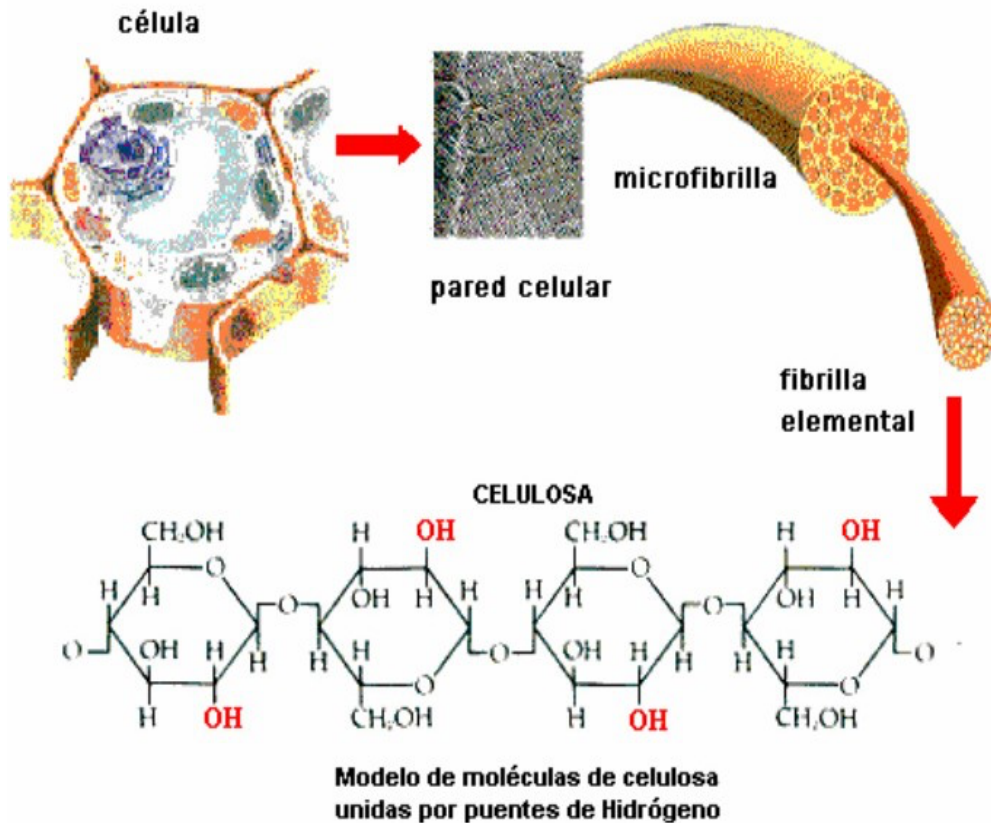 célula
microfibrilla
pared celular
fibrilla
elemental
CELULOSA
CH₂OH H OH CH₂OH H OH
H O H H O H
H OH H H OH H
O OH H H O H H O OH H H O H H O
H OH CH₂OH O H OH CH₂OH O
Modelo de moléculas de celulosa
unidas por puentes de Hidrógeno